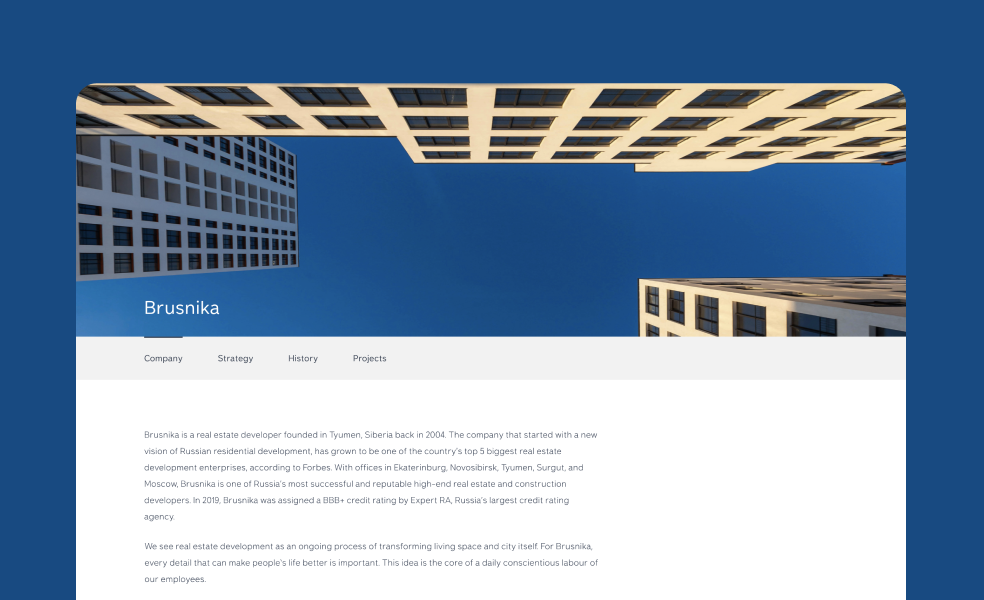 Brusnika
Company Strategy History Projects
Brusnika is a real estate developer founded in Tyumen, Siberia back in 2004. The company that started with a new
vision of Russian residential development, has grown to be one of the country's top 5 biggest real estate
development enterprises, according to Forbes. With offices in Ekaterinburg, Novosibirsk, Tyumen, Surgut, and
Moscow, Brusnika is one of Russia's most successful and reputable high-end real estate and construction
developers. In 2019, Brusnika was assigned a BBB+ credit rating by Expert RA, Russia's largest credit rating
agency.
We see real estate development as an ongoing process of transforming living space and city itself. For Brusnika,
every detail that can make people's life better is important. This idea is the core of a daily conscientious labour of
our employees.